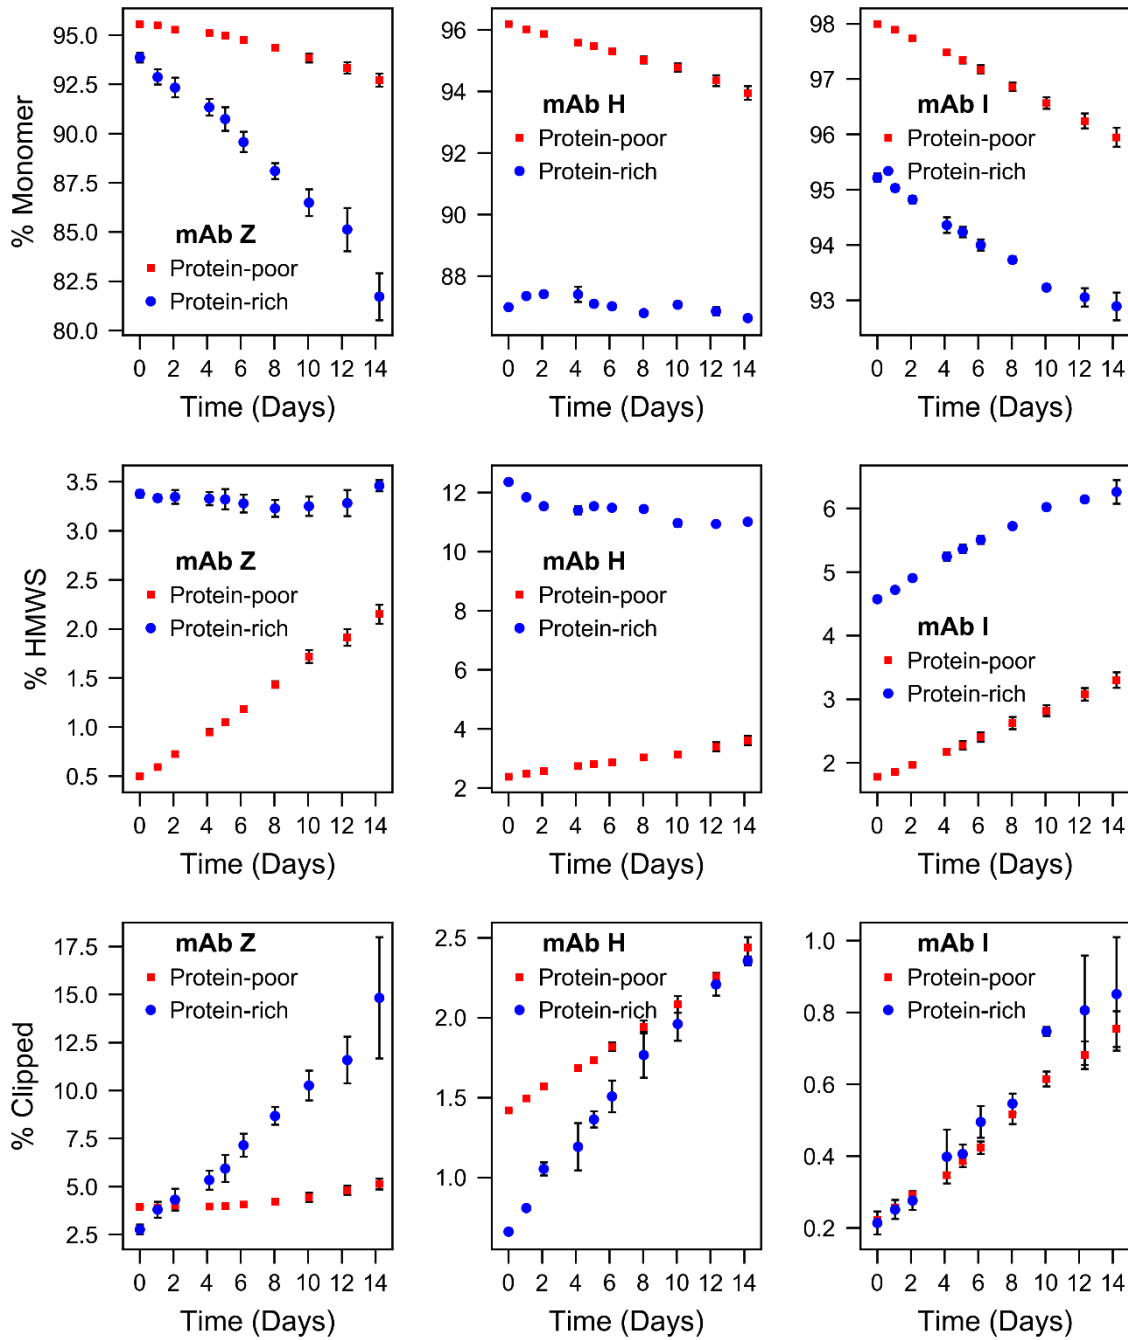 % Monomer
95.0
92.5
90.0
87.5
85.0
82.5
80.0
mAb Z
Protein-poor
Protein-rich
0 2 4 6 8 10 12 14
Time (Days)
96
94
92
90
88
mAb H
Protein-poor
Protein-rich
0 2 4 6 8 10 12 14
Time (Days)
98
97
96
95
94
93
mAb I
Protein-poor
Protein-rich
0 2 4 6 8 10 12 14
Time (Days)
% HMWS
3.5
3.0
2.5
2.0
1.5
1.0
0.5
mAb Z
Protein-poor
Protein-rich
0 2 4 6 8 10 12 14
Time (Days)
12
10
8
6
4
2
mAb H
Protein-poor
Protein-rich
0 2 4 6 8 10 12 14
Time (Days)
6
5
4
3
2
mAb I
Protein-poor
Protein-rich
0 2 4 6 8 10 12 14
Time (Days)
% Clipped
17.5
15.0
12.5
10.0
7.5
5.0
2.5
mAb Z
Protein-poor
Protein-rich
0 2 4 6 8 10 12 14
Time (Days)
2.5
2.0
1.5
1.0
mAb H
Protein-poor
Protein-rich
0 2 4 6 8 10 12 14
Time (Days)
1.0
0.8
0.6
0.4
0.2
mAb I
Protein-poor
Protein-rich
0 2 4 6 8 10 12 14
Time (Days)